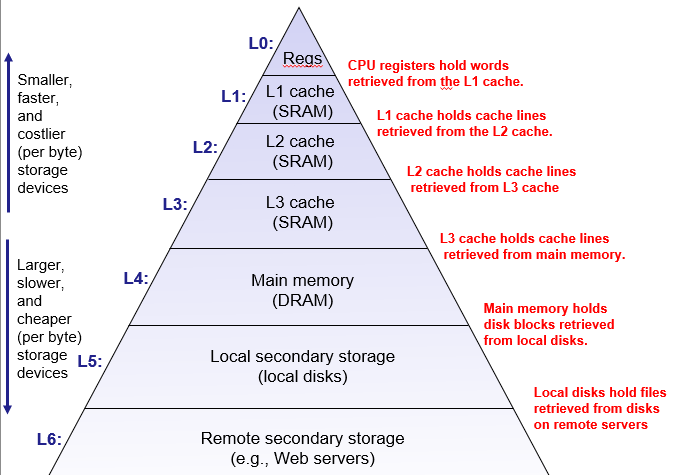 L0:
Regs
CPU registers hold words
retrieved from the L1 cache.
Smaller,
faster,
and
costlier
(per byte)
storage
devices
L1:
L1 cache
(SRAM)
L1 cache holds cache lines
retrieved from the L2 cache.
L2:
L2 cache
(SRAM)
L2 cache holds cache lines
retrieved from L3 cache
L3:
L3 cache
(SRAM)
L3 cache holds cache lines
retrieved from main memory.
Larger,
slower,
and
cheaper
(per byte)
storage
devices
L4:
Main memory
(DRAM)
Main memory holds
disk blocks retrieved
from local disks.
L5:
Local secondary storage
(local disks)
Local disks hold files
retrieved from disks
on remote servers
L6:
Remote secondary storage
(e.g., Web servers)